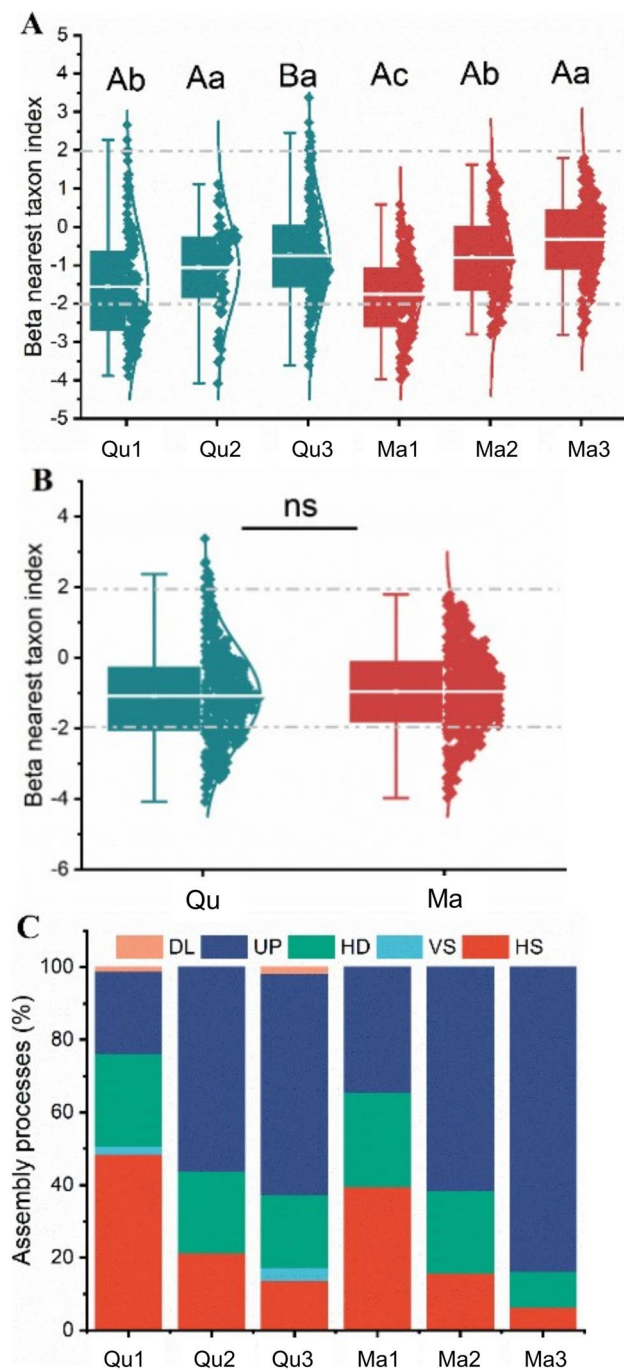 A
Beta nearest taxon index
5
4
3
2
1
0
-1
-2
-3
-4
-5
Ab Aa Ba Ac Ab Aa
Qu1 Qu2 Qu3 Ma1 Ma2 Ma3
B
Beta nearest taxon index
4
2
0
-2
-4
-6
ns
Qu Ma
C
DL UP HD VS HS
Assembly processes (%)
100
80
60
40
20
0
Qu1 Qu2 Qu3 Ma1 Ma2 Ma3